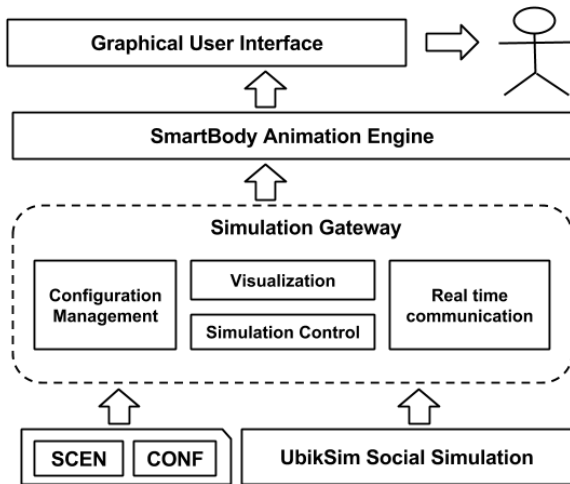 Graphical User Interface
SmartBody Animation Engine
Simulation Gateway
Configuration
Management
Visualization
Simulation Control
Real time
communication
SCEN
CONF
UbikSim Social Simulation